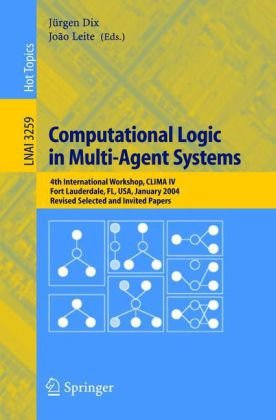 Jürgen Dix
João Leite (Eds.)
Hot Topics
LNAI 3259
Computational Logic
in Multi-Agent Systems
4th International Workshop, CLIMA IV
Fort Lauderdale, FL, USA, January 2004
Revised Selected and Invited Papers
Springer